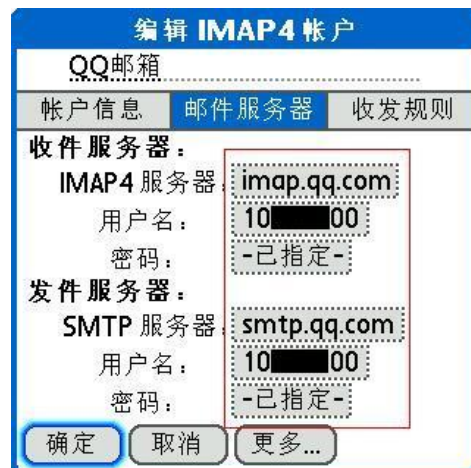 编辑 IMAP4 帐户
QQ邮箱
帐户信息 邮件服务器 收发规则
收件服务器：
IMAP4 服务器： imap.qq.com
用户名： 10 00
密码： -已指定-
发件服务器：
SMTP 服务器： smtp.qq.com
用户名： 10 00
密码： -已指定-
确定 取消 更多...